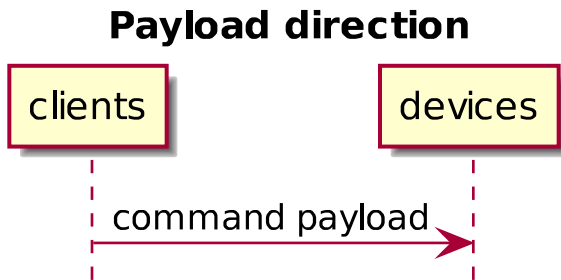 Payload direction
clients
devices
command payload